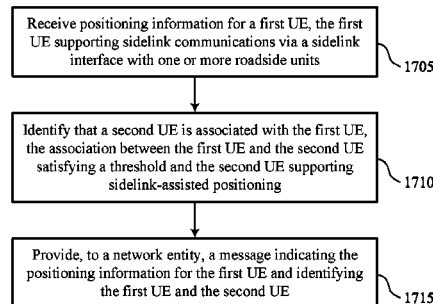 Receive positioning information for a first UE, the first
UE supporting sidelink communications via a sidelink
interface with one or more roadside units
1705
Identify that a second UE is associated with the first UE,
the association between the first UE and the second UE
satisfying a threshold and the second UE supporting
sidelink-assisted positioning
1710
Provide, to a network entity, a message indicating the
positioning information for the first UE and identifying
the first UE and the second UE
1715